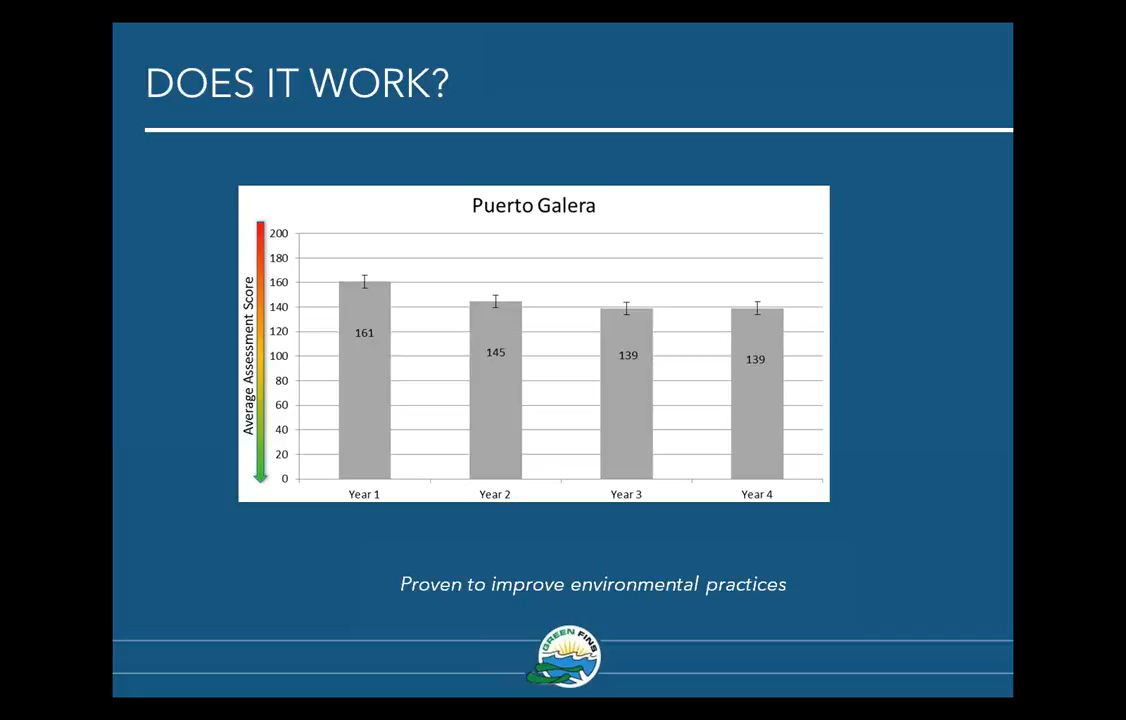 DOES IT WORK?
Puerto Galera
Average Assessment Score
200
180
160
140
120
100
80
60
40
20
0
161
145
139
139
Year 1
Year 2
Year 3
Year 4
Proven to improve environmental practices
GREEN FINS